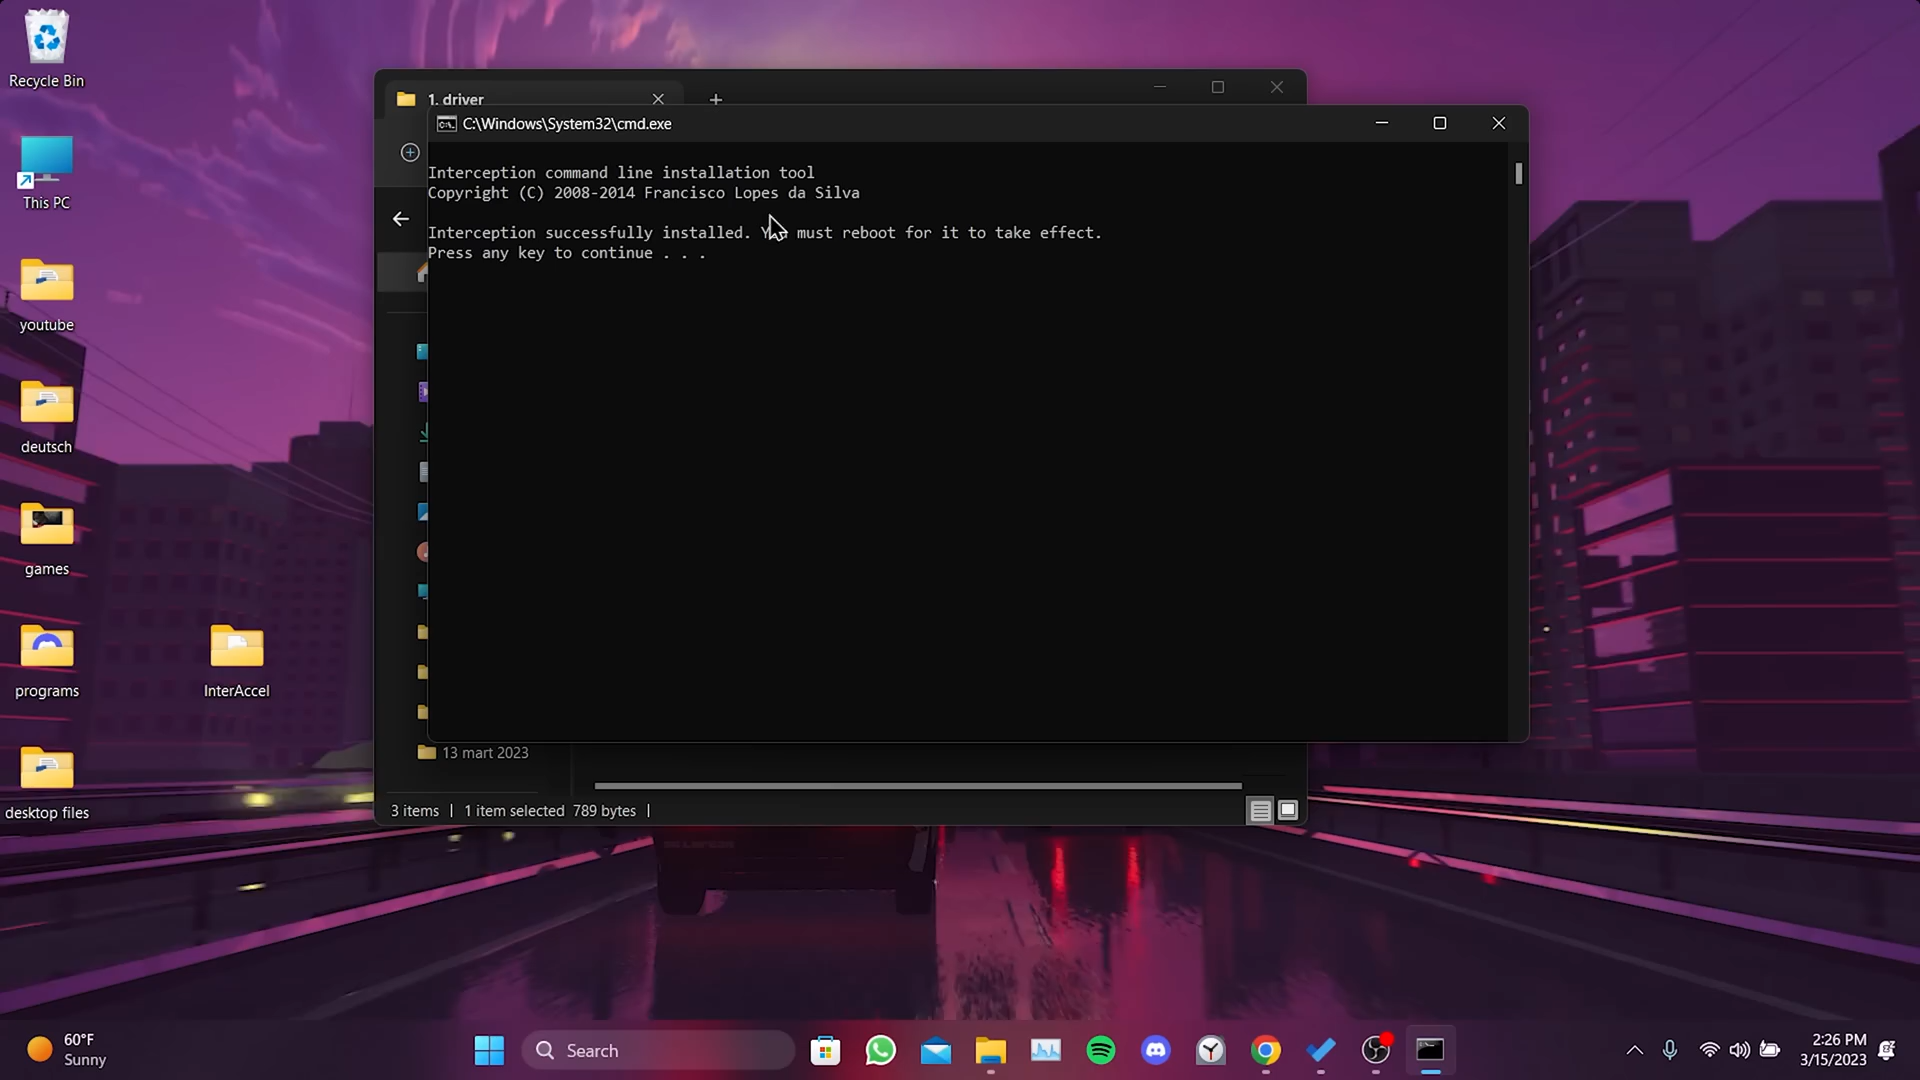 Recycle Bin
This PC
youtube
deutsch
games
programs
InterAccel
desktop files
1. driver
C:\Windows\System32\cmd.exe
Interception command line installation tool
Copyright (C) 2008-2014 Francisco Lopes da Silva
Interception successfully installed. You must reboot for it to take effect.
Press any key to continue . . .
13 mart 2023
3 items | 1 item selected 789 bytes |
60°F
Sunny
Search
2:26 PM
3/15/2023